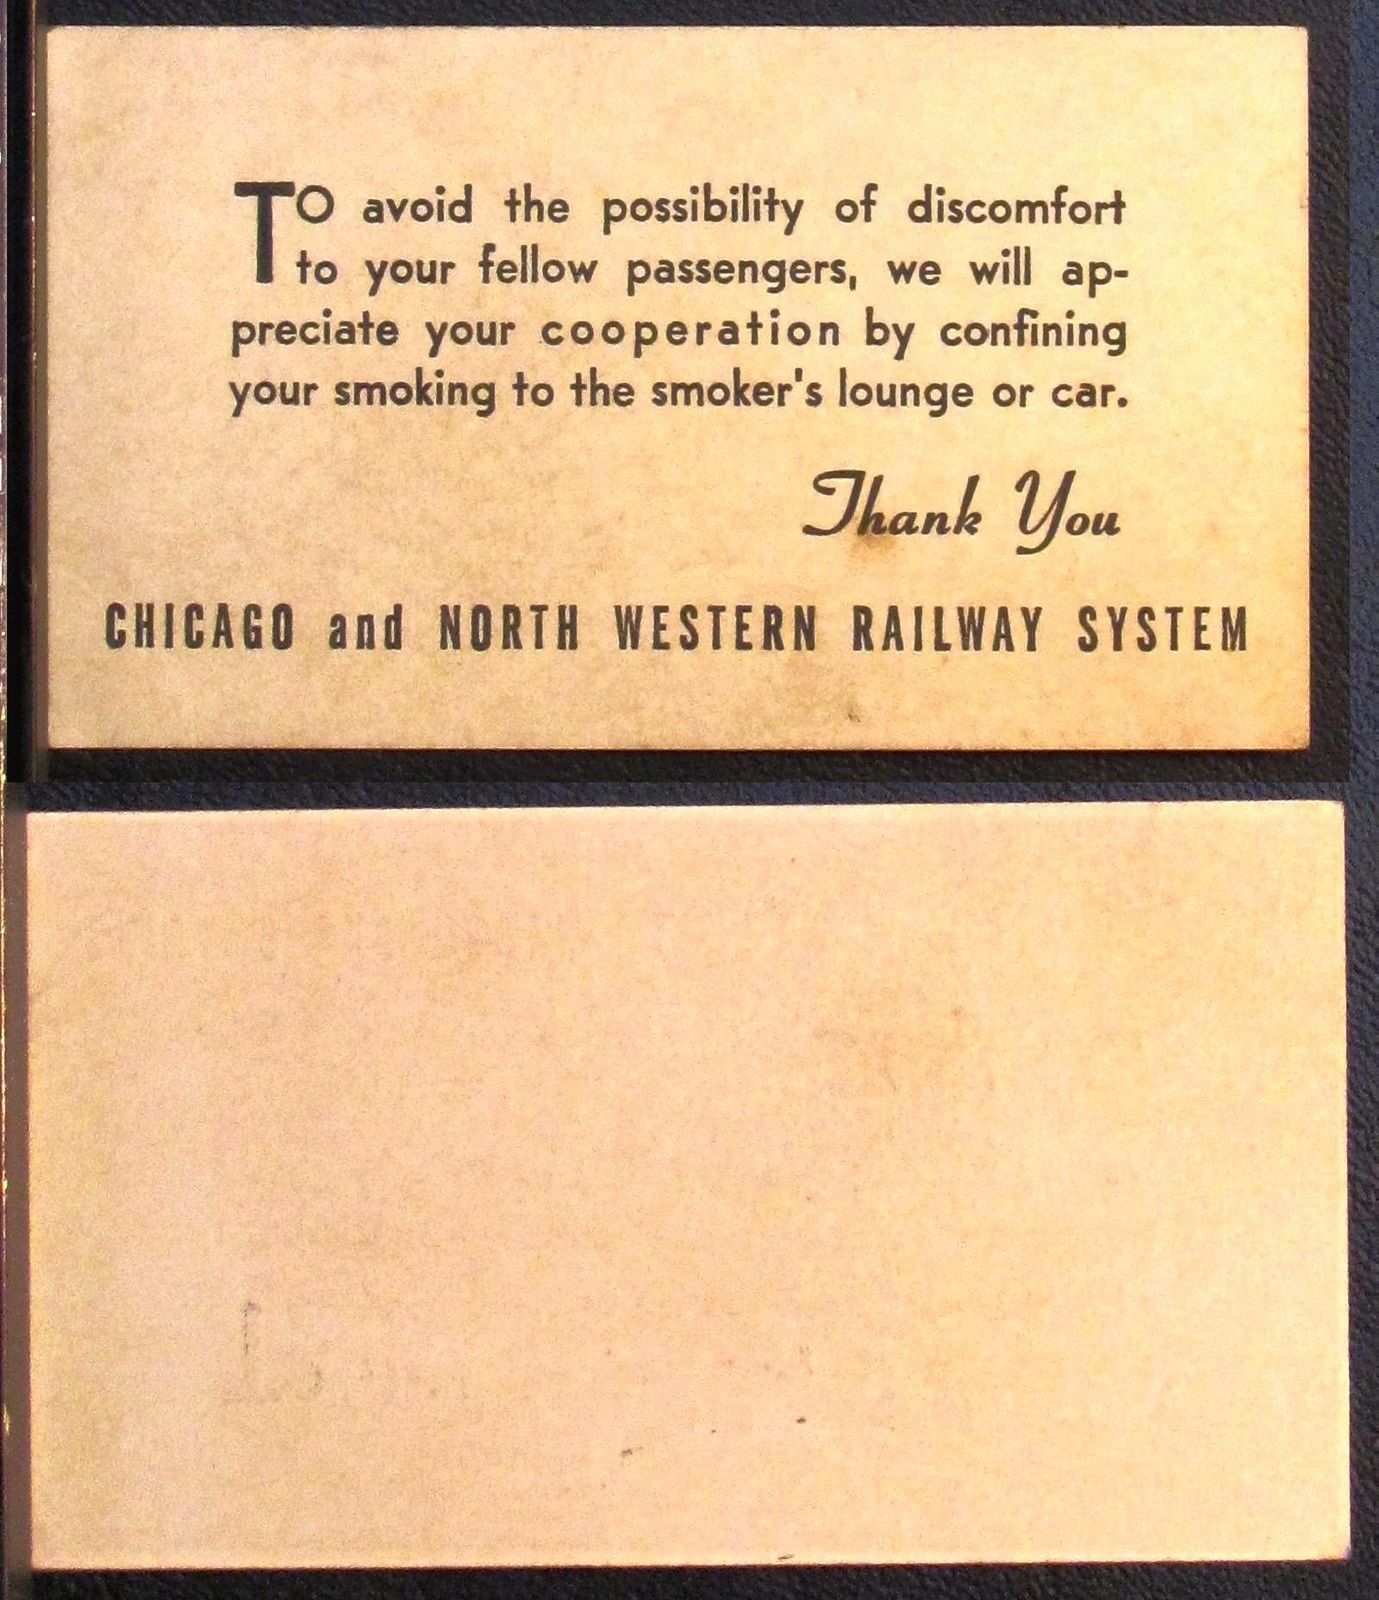 TO avoid the possibility of discomfort
to your fellow passengers, we will ap-
preciate your cooperation by confining
your smoking to the smoker's lounge or car.
Thank You
CHICAGO and NORTH WESTERN RAILWAY SYSTEM